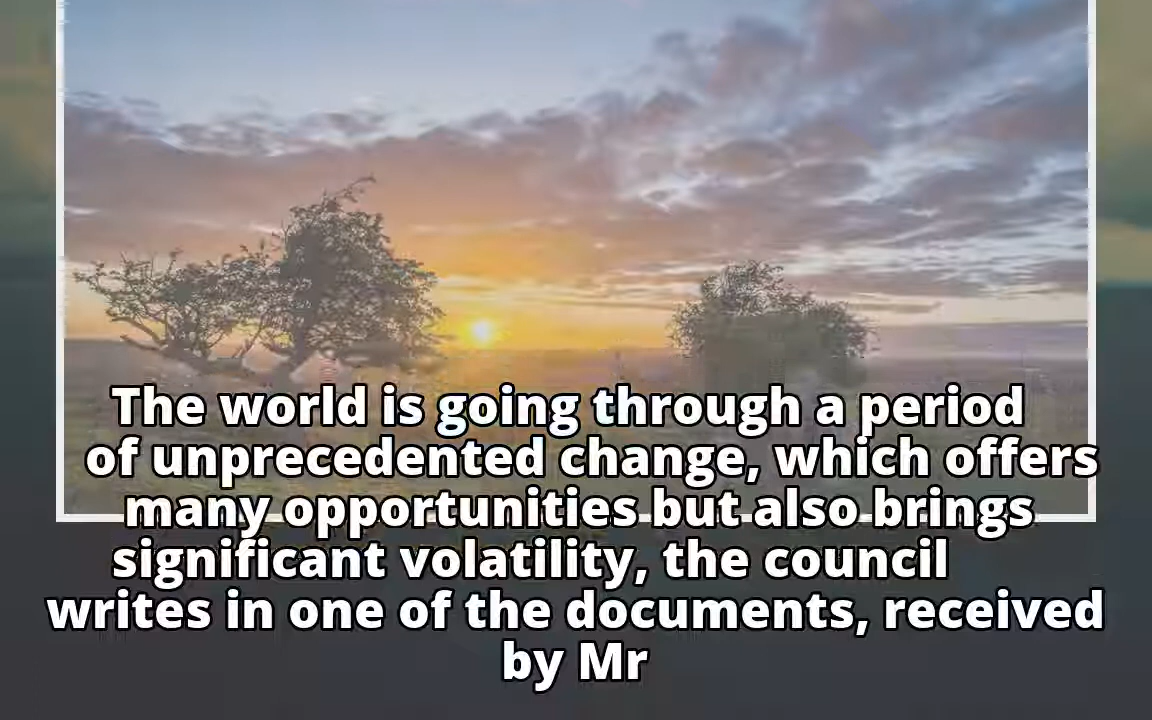 The world is going through a period
of unprecedented change, which offers
many opportunities but also brings
significant volatility, the council
writes in one of the documents, received
by Mr